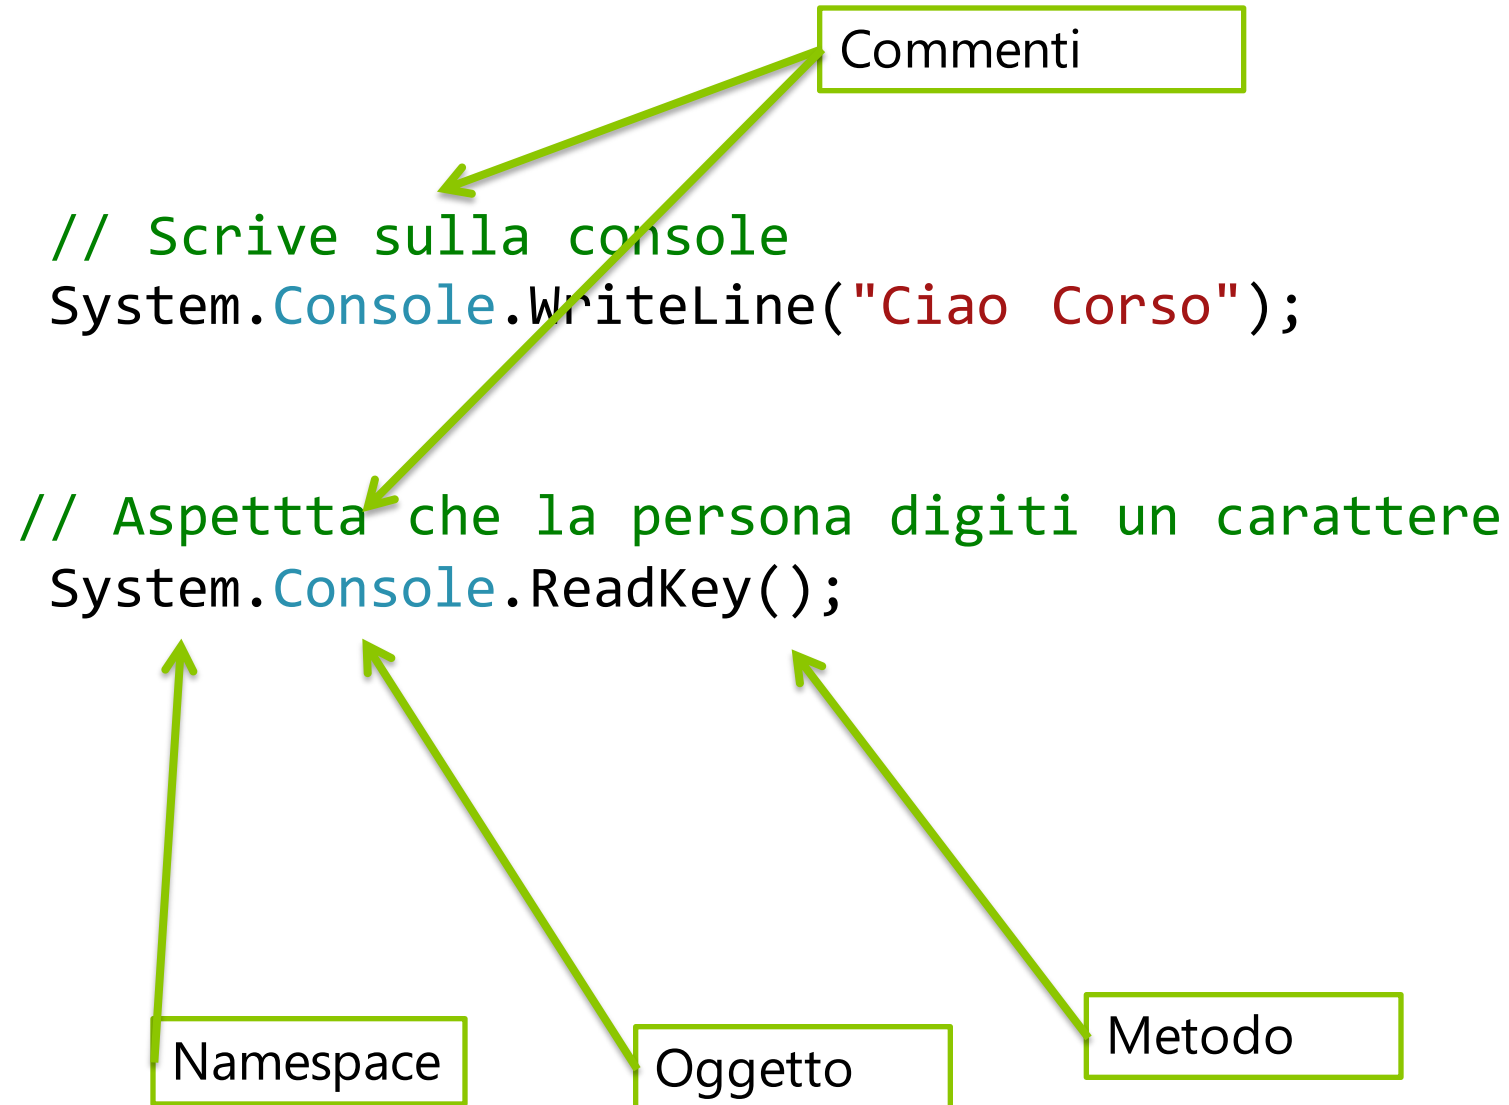 Commenti
// Scrive sulla console
System.Console.WriteLine("Ciao Corso");
// Aspettta che la persona digiti un carattere
System.Console.ReadKey();
Namespace
Oggetto
Metodo